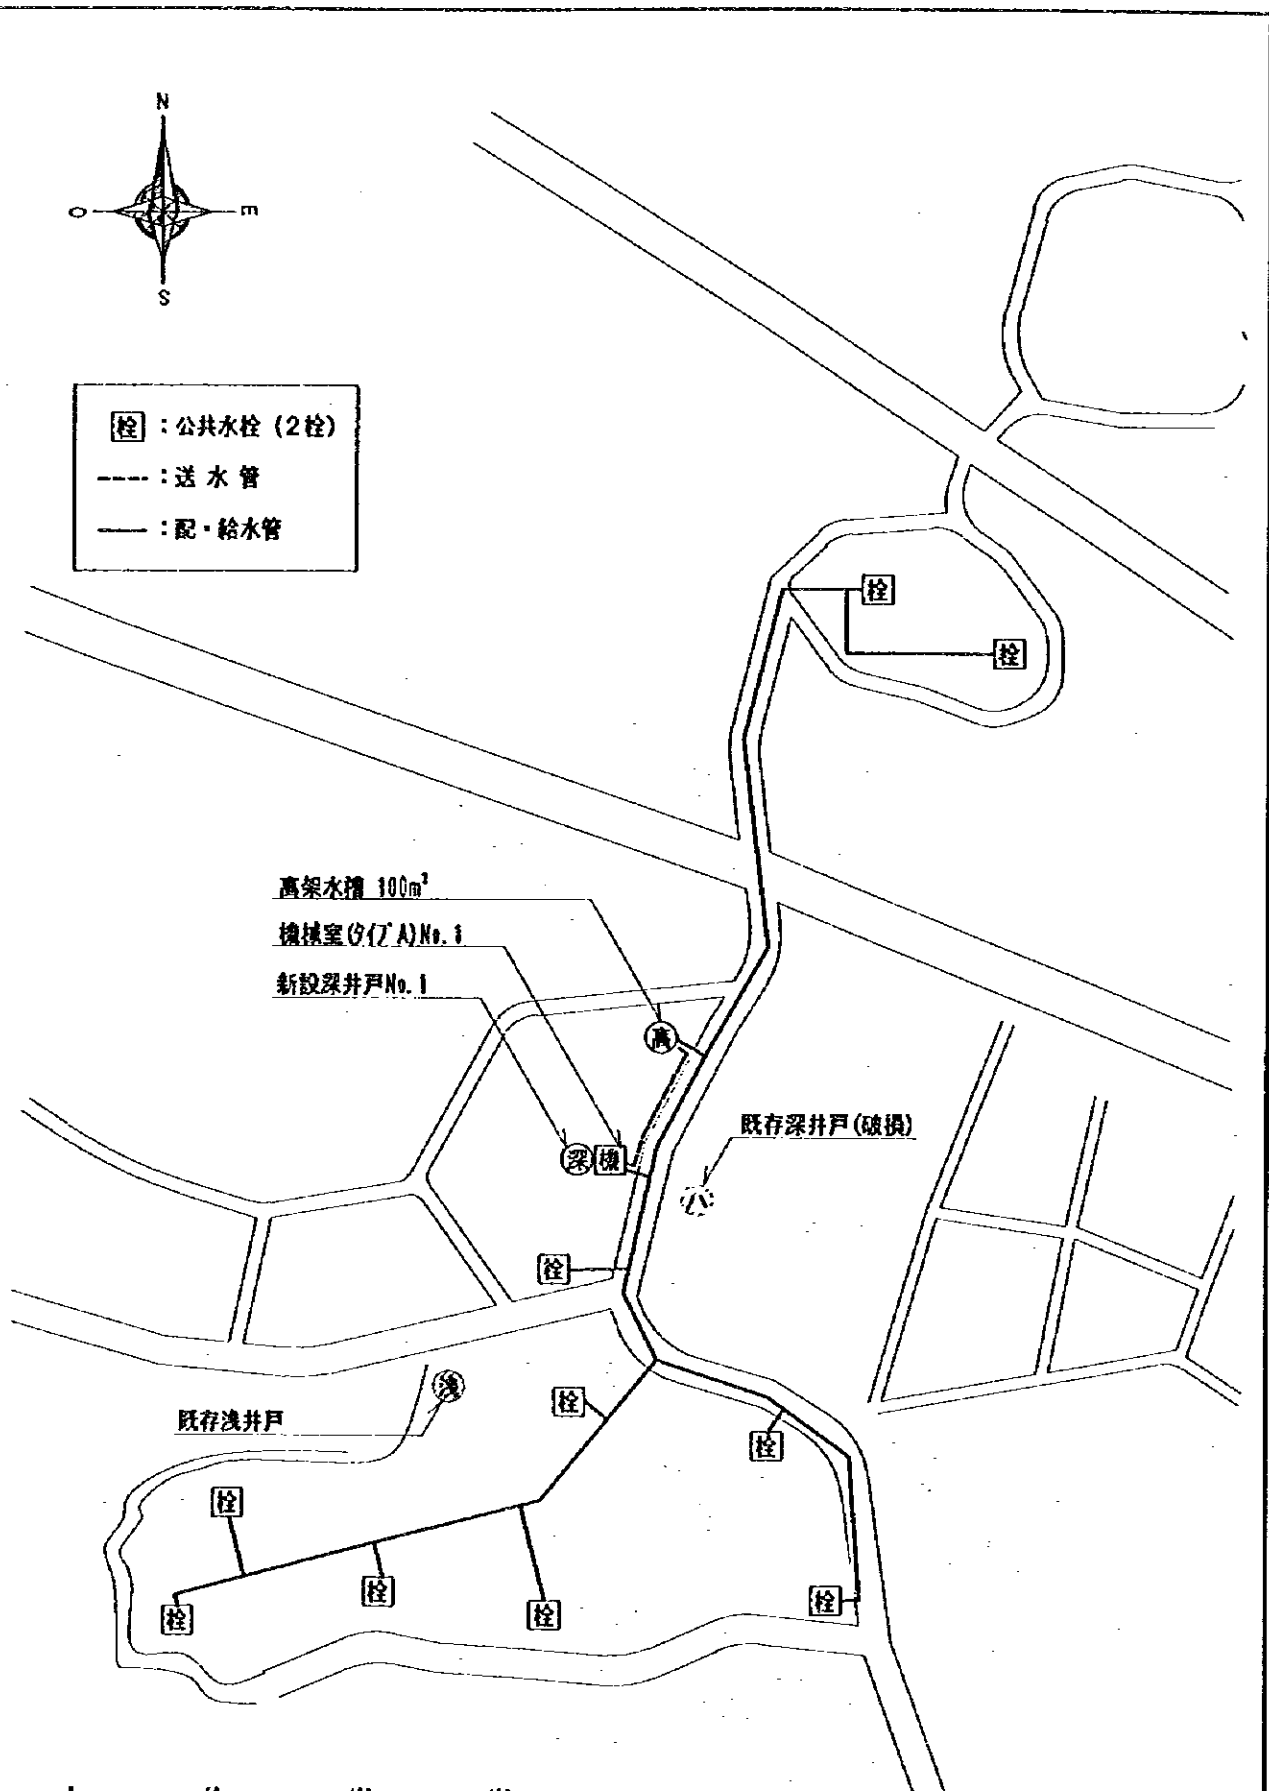 N
O
E
S
栓：公共水栓（2栓）
----：送水管
——：配・給水管
栓
栓
高架水槽 100m³
機械室(タイプA)No.1
新設深井戸No.1
高
既存深井戸(破損)
深 機
栓
浅
栓
既存浅井戸
栓
栓
栓
栓
栓
栓